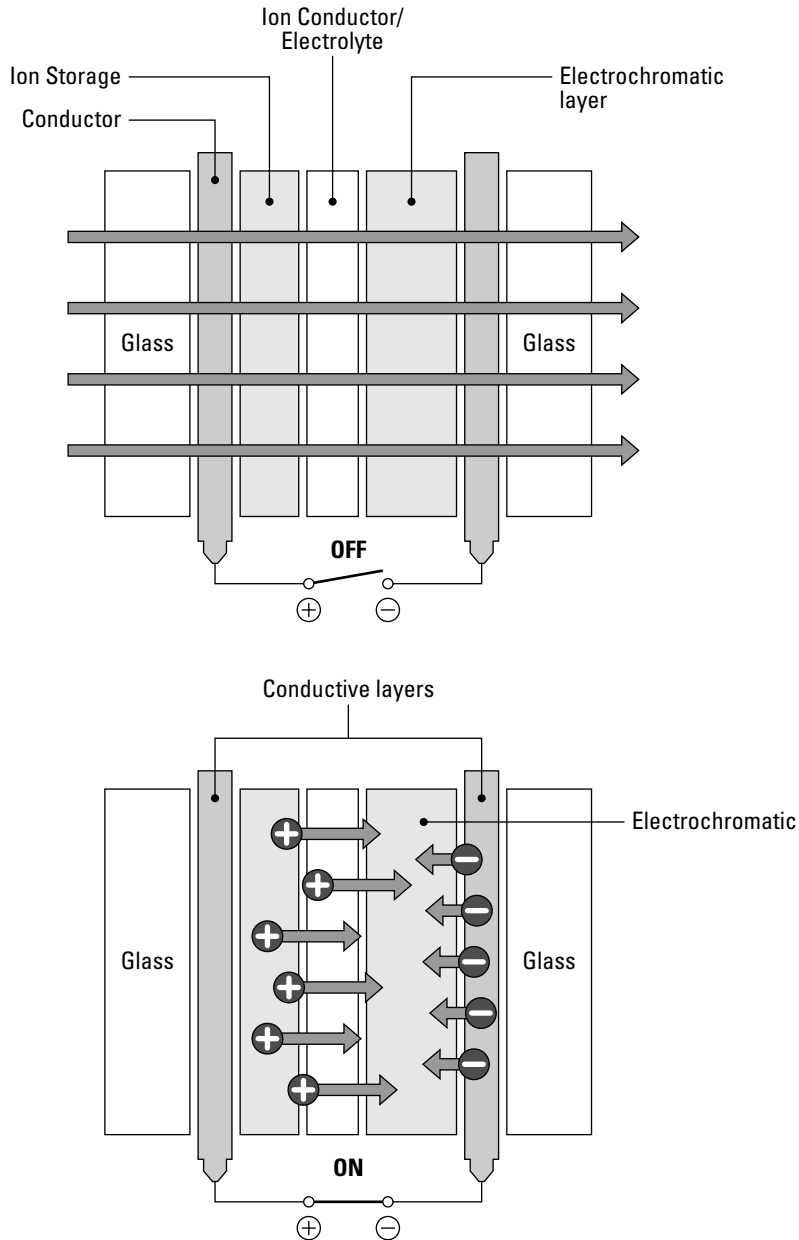 Ion Conductor/
Electrolyte
Ion Storage
Electrochromatic
layer
Conductor
Glass
Glass
OFF
+
−
Conductive layers
Electrochromatic
+
−
+
−
+
−
+
−
+
−
+
Glass
Glass
ON
+
−